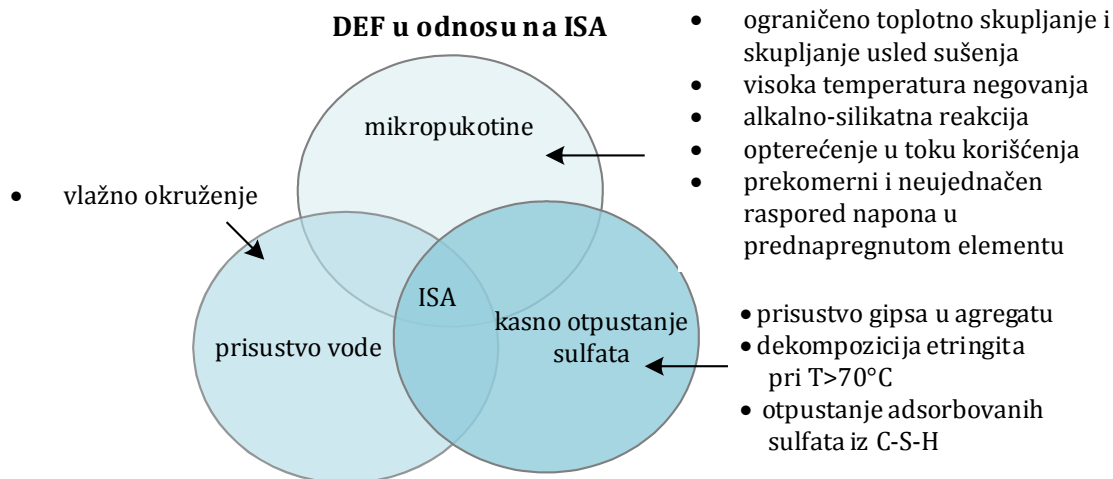 DEF u odnosu na ISA
• ograničeno toplotno skupljanje i
skupljanje usled sušenja
• visoka temperatura negovanja
• alkalno-silikatna reakcija
• opterećenje u toku korišćenja
• prekomerni i neujednačen
raspored napona u
prednapregnutom elementu
mikropukotine
• vlažno okruženje
ISA
prisustvo vode
kasno otpustanje
sulfata
• prisustvo gipsa u agregatu
• dekompozicija etringita
pri T>70°C
• otpustanje adsorbovanih
sulfata iz C-S-H